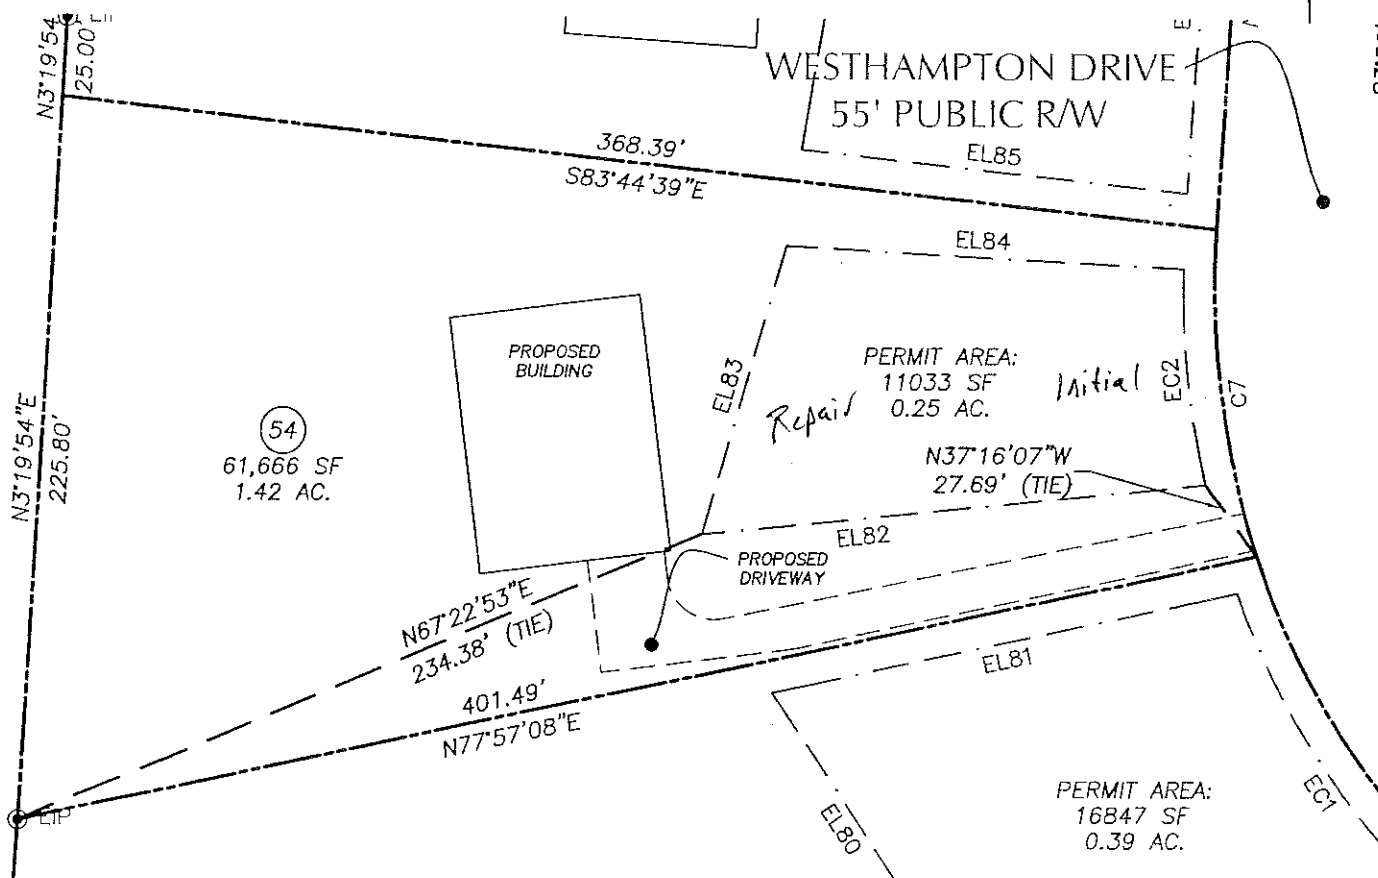 N3°19'54
25.00'
WESTHAMPTON DRIVE
55' PUBLIC R/W
EL85
368.39'
S83°44'39"E
EL84
PROPOSED
BUILDING
EL83
PERMIT AREA:
11033 SF
0.25 AC.
Repair
Initial
EC2
C7
54
61,666 SF
1.42 AC.
N3°19'54"E
225.80'
N37°16'07"W
27.69' (TIE)
EL82
PROPOSED
DRIVEWAY
N67°22'53"E
234.38' (TIE)
EL81
401.49'
N77°57'08"E
EIP
EL80
PERMIT AREA:
16847 SF
0.39 AC.
EC1